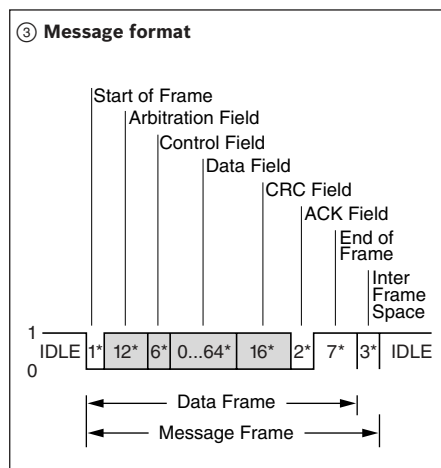 ③ Message format
Start of Frame
Arbitration Field
Control Field
Data Field
CRC Field
ACK Field
End of
Frame
Inter
Frame
Space
1
IDLE 1* 12* 6* 0...64* 16* 2* 7* 3* IDLE
0
Data Frame
Message Frame